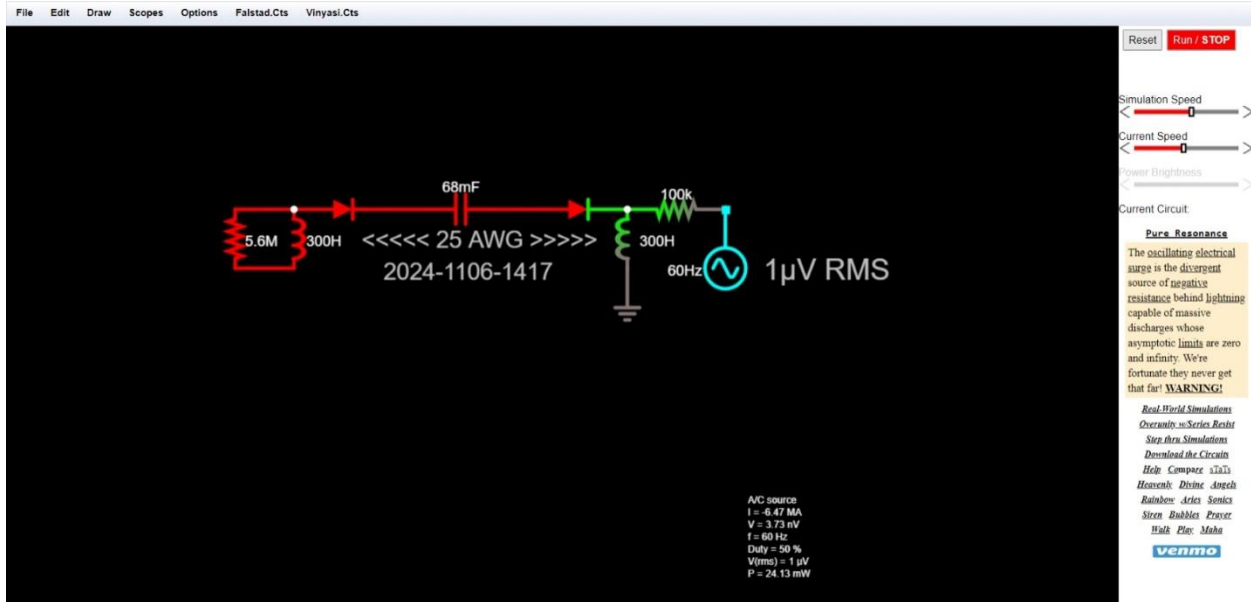 File Edit Draw Scopes Options Falstad.Cts Vinyasi.Cts
Reset Run / STOP
Simulation Speed
Current Speed
Power Brightness
Current Circuit:
Pure Resonance
The oscillating electrical
surge is the divergent
source of negative
resistance behind lightning
capable of massive
discharges whose
asymptotic limits are zero
and infinity. We're
fortunate they never get
that far! WARNING!
Real-World Simulations
Overunity w/Series Resist
Step thru Simulations
Download the Circuits
Help Compare sTaTs
Heavenly Divine Angels
Rainbow Aries Sonics
Siren Bubbles Prayer
Walk Play Maha
venmo
68mF
100k
5.6M
300H
<<<<< 25 AWG >>>>>
300H
2024-1106-1417
60Hz
1µV RMS
A/C source
I = -6.47 MA
V = 3.73 nV
f = 60 Hz
Duty = 50 %
V(rms) = 1 µV
P = 24.13 mW